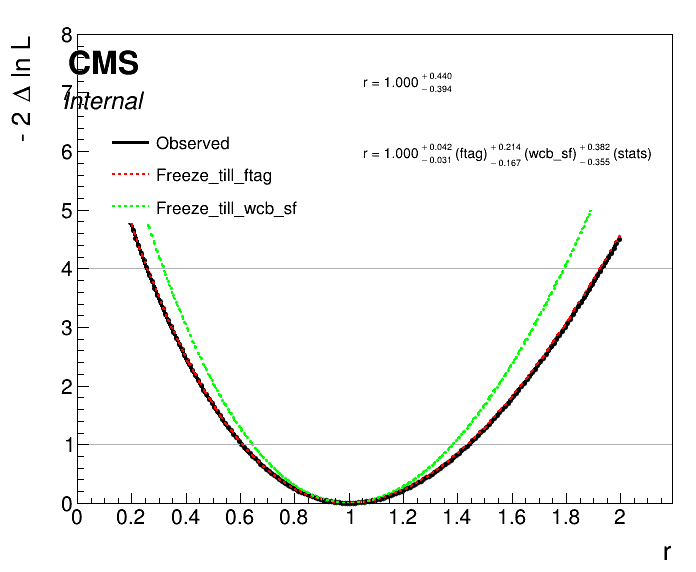 - 2 Δ ln L
8
CMS
7
Internal
r = 1.000 + 0.440 - 0.394
Observed
6
r = 1.000 + 0.042 - 0.031 (ftag) + 0.214 - 0.167 (wcb_sf) + 0.382 - 0.355 (stats)
Freeze_till_ftag
5
Freeze_till_wcb_sf
4
3
2
1
0
0 0.2 0.4 0.6 0.8 1 1.2 1.4 1.6 1.8 2
r